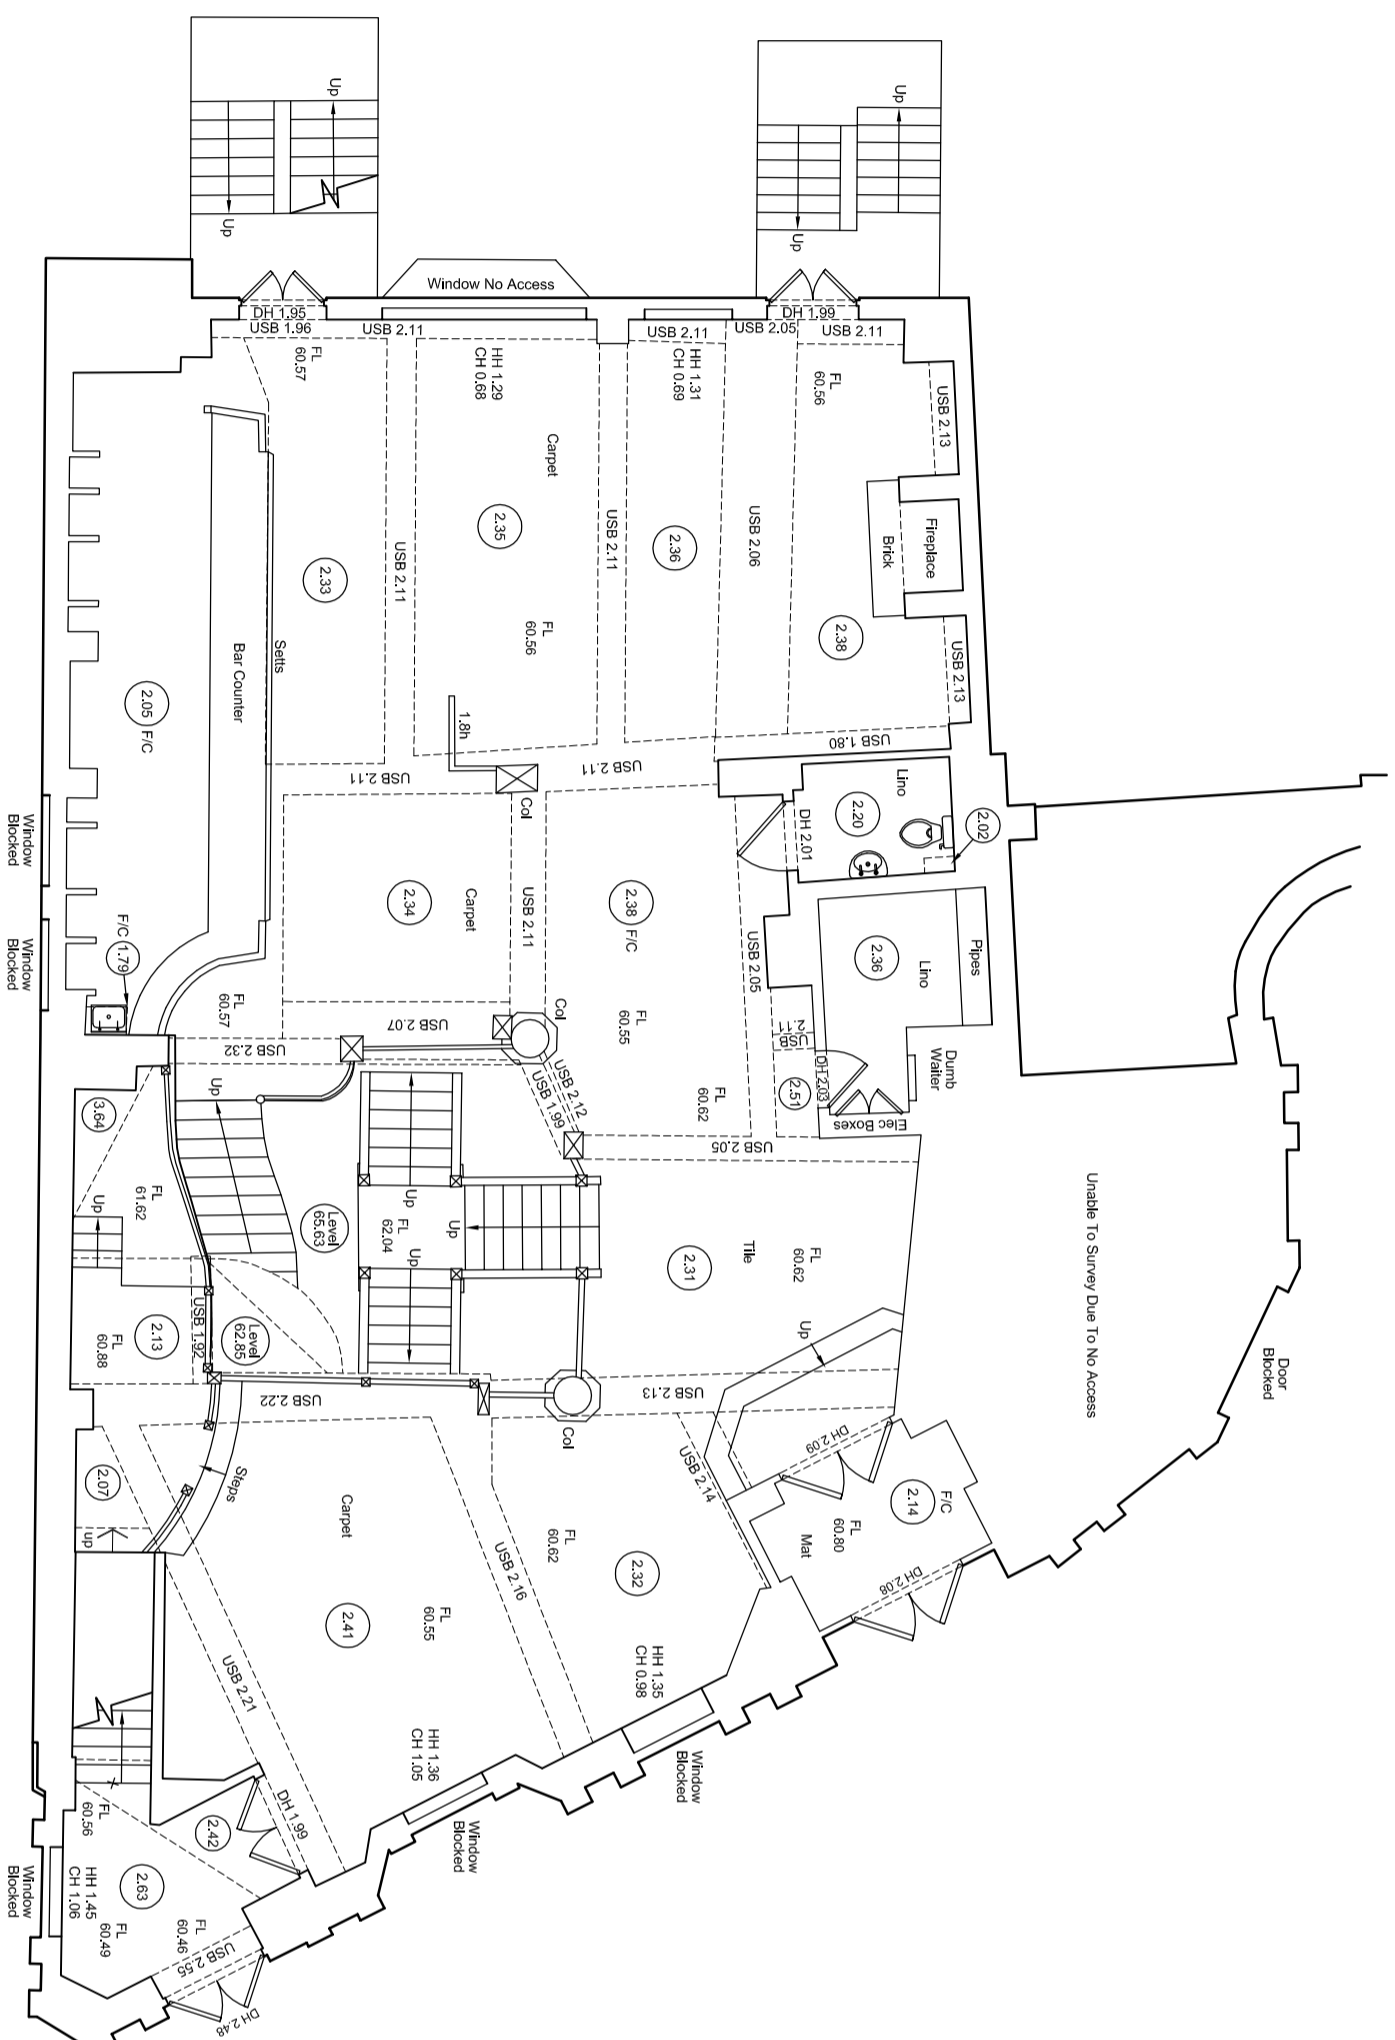 Up
Up
Up
Up
Window No Access
DH 1.95
USB 1.96
USB 2.11
USB 2.11
USB 2.05
DH 1.99
USB 2.11
FL
60.57
HH 1.29
CH 0.68
HH 1.31
CH 0.69
FL
60.56
USB 2.13
Carpet
2.35
USB 2.11
2.36
USB 2.06
Brick
Fireplace
2.33
USB 2.11
FL
60.56
2.38
USB 2.13
Setts
Bar Counter
2.05
F/C
1.8h
USB 2.11
USB 2.11
USB 1.80
Col
Lino
2.20
2.02
DH 2.01
Window
Blocked
Window
Blocked
2.34
Carpet
USB 2.11
2.38
F/C
USB 2.05
2.36
Lino
Pipes
F/C
1.79
FL
60.57
USB 2.32
USB 2.07
Col
FL
60.55
USB
2.11
Dumb
Waiter
DH 2.03
2.51
Elec Boxes
USB 2.12
USB 1.99
FL
60.62
USB 2.05
3.64
Up
FL
61.62
Up
Level
65.63
Up
FL
62.04
Up
Up
2.31
Tile
FL
60.62
Unable To Survey Due To No Access
Door
Blocked
2.13
FL
60.88
USB 1.92
Level
62.85
Up
USB 2.22
USB 2.13
Col
USB 2.14
DH 2.09
2.14
F/C
FL
60.80
Mat
DH 2.08
2.07
up
Steps
Carpet
USB 2.16
FL
60.62
2.32
2.41
FL
60.55
HH 1.35
CH 0.98
USB 2.21
HH 1.36
CH 1.05
Window
Blocked
Window
Blocked
DH 1.99
2.42
FL
60.56
2.63
HH 1.45
CH 1.06
FL
60.49
FL
60.46
USB 2.55
DH 2.48
Window
Blocked